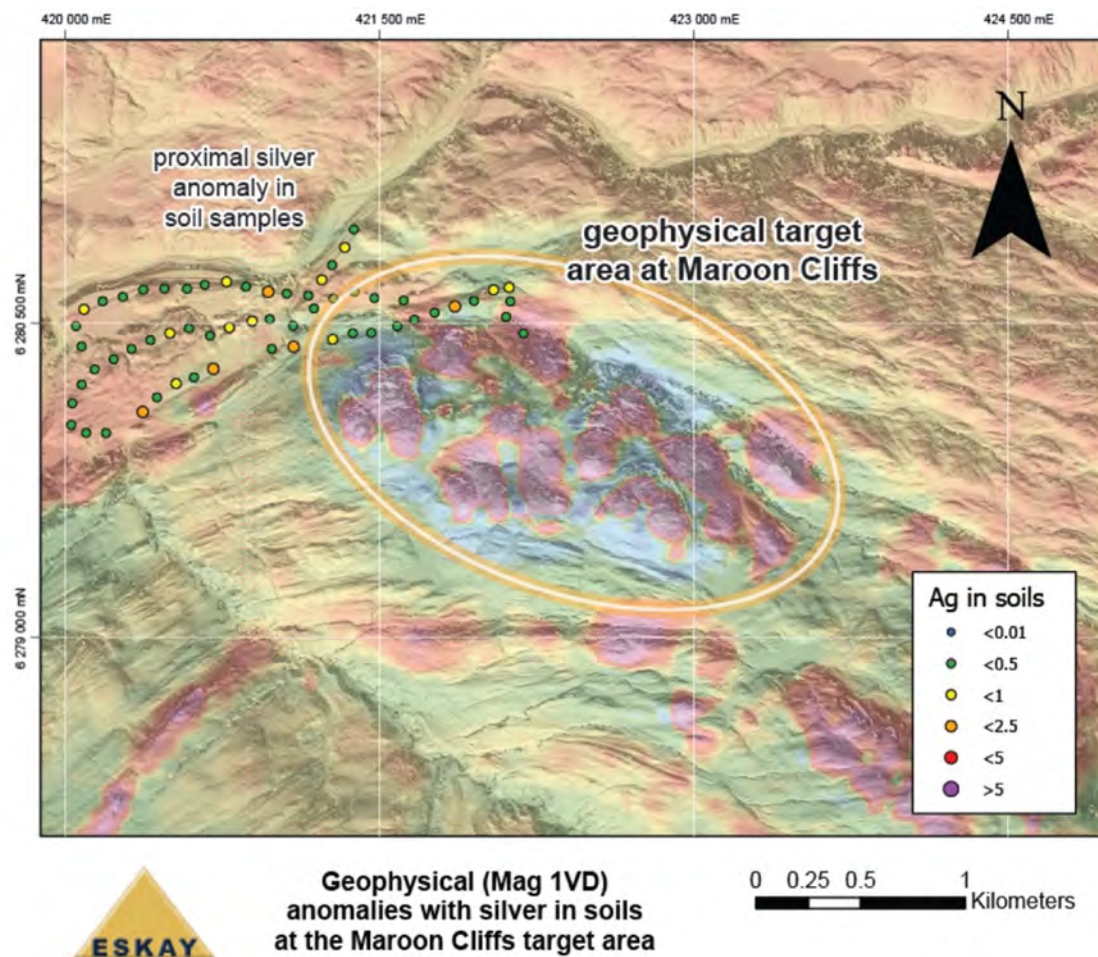 420 000 mE
421 500 mE
423 000 mE
424 500 mE
N
proximal silver
anomaly in
soil samples
geophysical target
area at Maroon Cliffs
6 280 500 mN
6 279 000 mN
Ag in soils
<0.01
<0.5
<1
<2.5
<5
>5
Geophysical (Mag 1VD)
anomalies with silver in soils
at the Maroon Cliffs target area
0 0.25 0.5 1
Kilometers
ESKAY